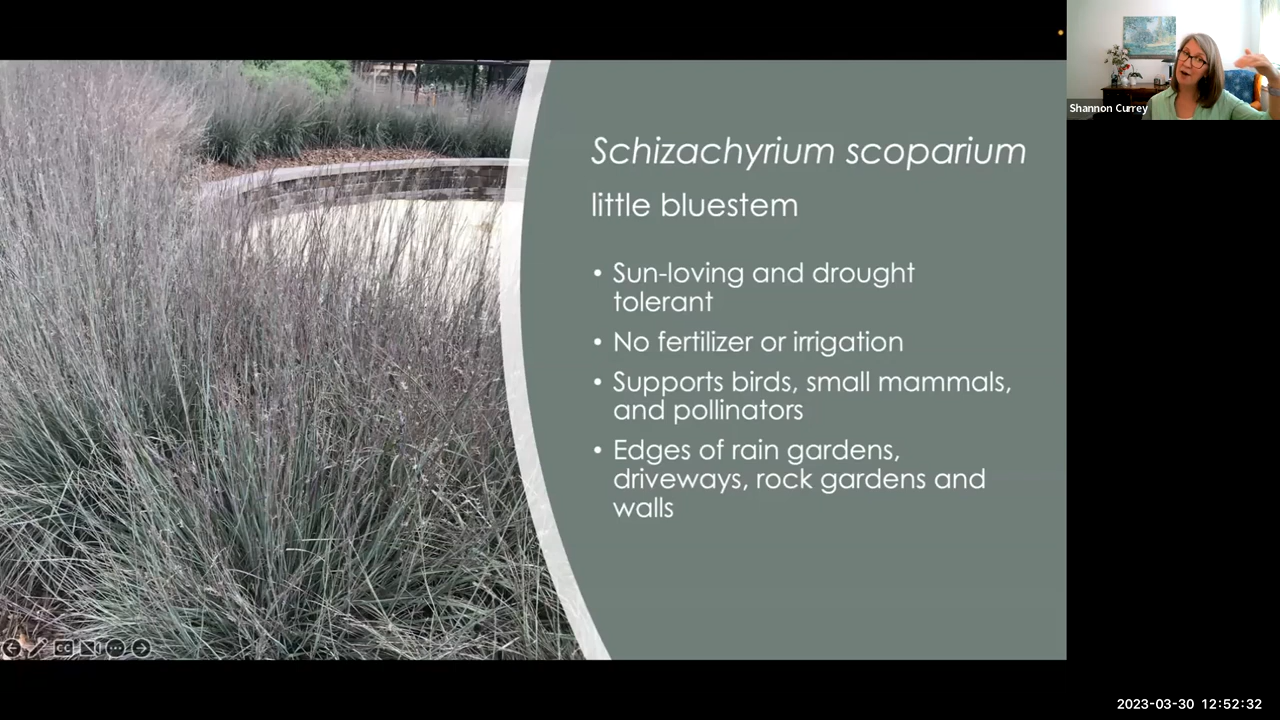 Shannon Currey
Schizachyrium scoparium
little bluestem
• Sun-loving and drought
tolerant
• No fertilizer or irrigation
• Supports birds, small mammals,
and pollinators
• Edges of rain gardens,
driveways, rock gardens and
walls
CC
2023-03-30 12:52:32